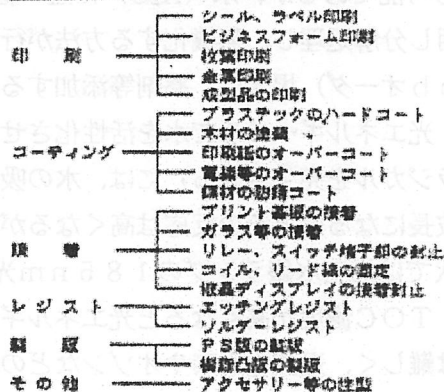 シール、ラベル印刷
ビジネスフォーム印刷
印　刷　枚葉印刷
金属印刷
成型品の印刷
プラスチックのハードコート
木材の塗装
コーティング　印刷紙のオーバーコート
電線等のオーバーコート
鋼材の防錆コート
プリント基板の接着
ガラス等の接着
接　着　リレー、スイッチ端子部の封止
コイル、リード線の固定
液晶ディスプレイの接着封止
レジスト　エッチングレジスト
ソルダーレジスト
製　版　ＰＳ版の製版
樹脂凸版の製版
その他　アクセサリー等の注型